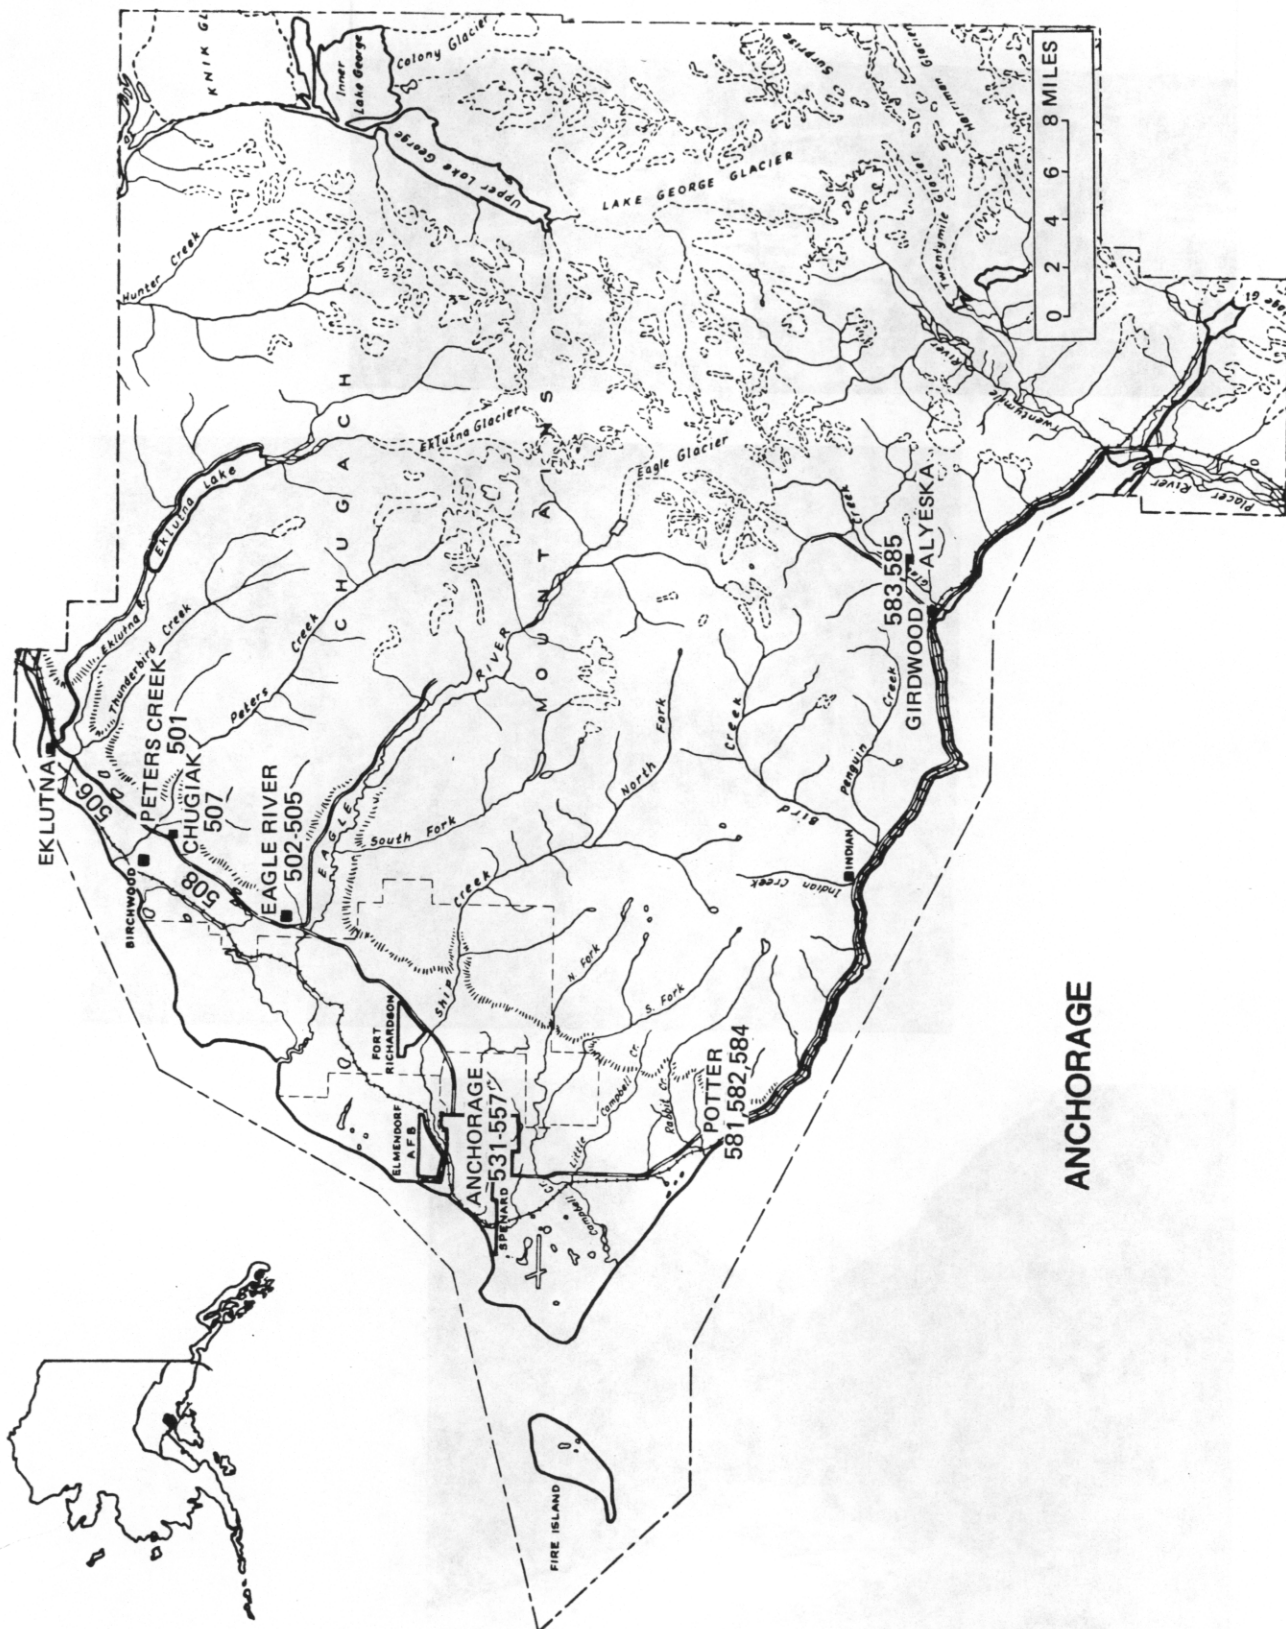 KNIK GL
Inner
Lake George
Colony Glacier
Surprise
Harriman Glacier
8 MILES
6
4
2
0
Upper Lake George
LAKE GEORGE GLACIER
Twentymile Glacier
Hunter Creek
Eklutna Lake
Eklutna Glacier
Eagle Glacier
CHUGACH
MOUNTAINS
Twentymile River
Placer River
EKLUTNA
Eklutna R.
Thunderbird Creek
Peters Creek
506
PETERS CREEK
501
CHUGIAK
507
BIRCHWOOD
508
EAGLE RIVER
502-505
EAGLE RIVER
South Fork
North Fork
Ship Creek
Bird Creek
Penguin Creek
Indian Creek
INDIAN
Creek
583,585
GIRDWOOD
ALYESKA
FORT
RICHARDSON
ELMENDORF
AFB
ANCHORAGE
531-557
SPENARD
N. Fork
S. Fork
Little Campbell Cr.
Campbell Cr.
Rabbit Cr.
POTTER
581,582,584
FIRE ISLAND
ANCHORAGE